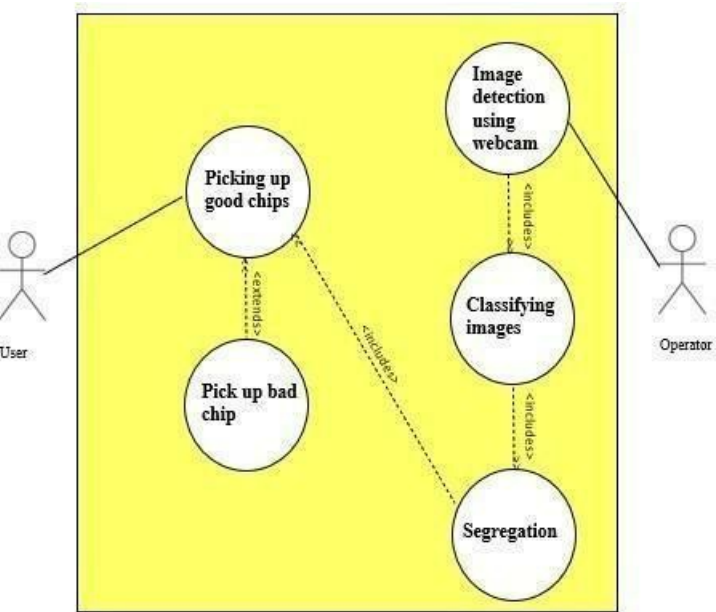 Image
detection
using
webcam
Picking up
good chips
<includes>
<extends>
Classifying
images
User
Operator
<includes>
Pick up bad
chip
<includes>
Segregation